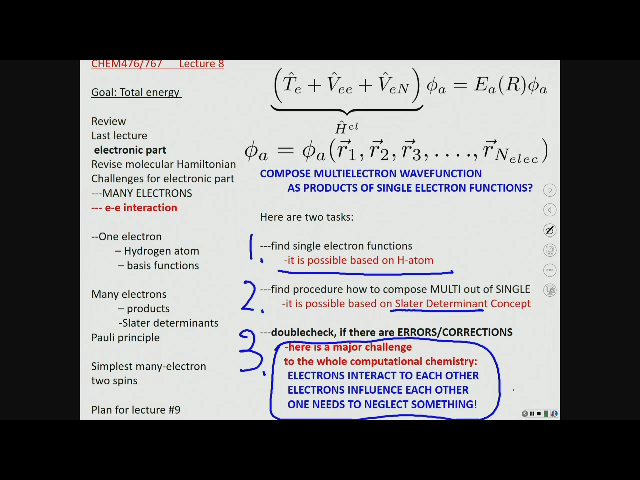 CHEM476/767 Lecture 8
Goal: Total energy
Review
Last lecture
electronic part
Revise molecular Hamiltonian
Challenges for electronic part
---MANY ELECTRONS
--- e-e interaction
--One electron
– Hydrogen atom
– basis functions
Many electrons
– products
-Slater determinants
Pauli principle
Simplest many-electron
two spins
Plan for lecture #9
(T̂e + V̂ee + V̂eN) ϕa = Ea(R)ϕa
Ĥel
ϕa = ϕa(r⃗1, r⃗2, r⃗3, . . . ., r⃗Nelec)
COMPOSE MULTIELECTRON WAVEFUNCTION
AS PRODUCTS OF SINGLE ELECTRON FUNCTIONS?
Here are two tasks:
1. ---find single electron functions
-it is possible based on H-atom
2. ---find procedure how to compose MULTI out of SINGLE
-it is possible based on Slater Determinant Concept
3. ---doublecheck, if there are ERRORS/CORRECTIONS
-here is a major challenge
to the whole computational chemistry:
ELECTRONS INTERACT TO EACH OTHER
ELECTRONS INFLUENCE EACH OTHER
ONE NEEDS TO NEGLECT SOMETHING!